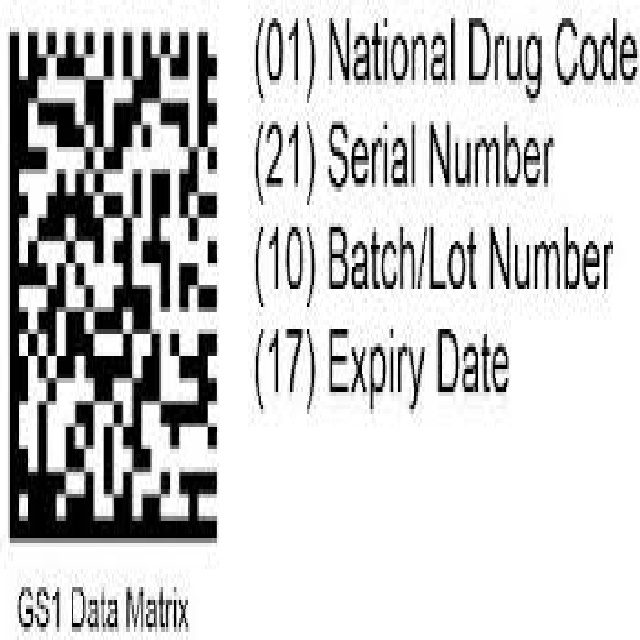 (01) National Drug Code
(21) Serial Number
(10) Batch/Lot Number
(17) Expiry Date
GS1 Data Matrix